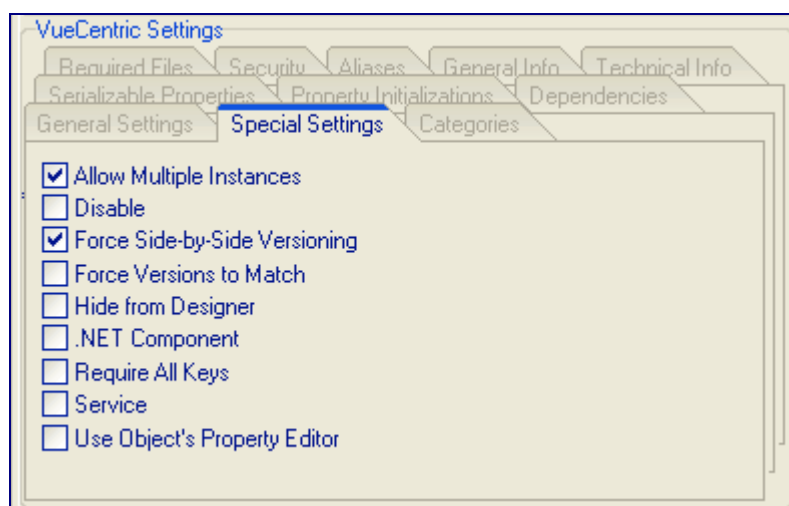 VueCentric Settings
Required Files Security Aliases General Info Technical Info
Serializable Properties Property Initializations Dependencies
General Settings Special Settings Categories
Allow Multiple Instances
Disable
Force Side-by-Side Versioning
Force Versions to Match
Hide from Designer
.NET Component
Require All Keys
Service
Use Object's Property Editor